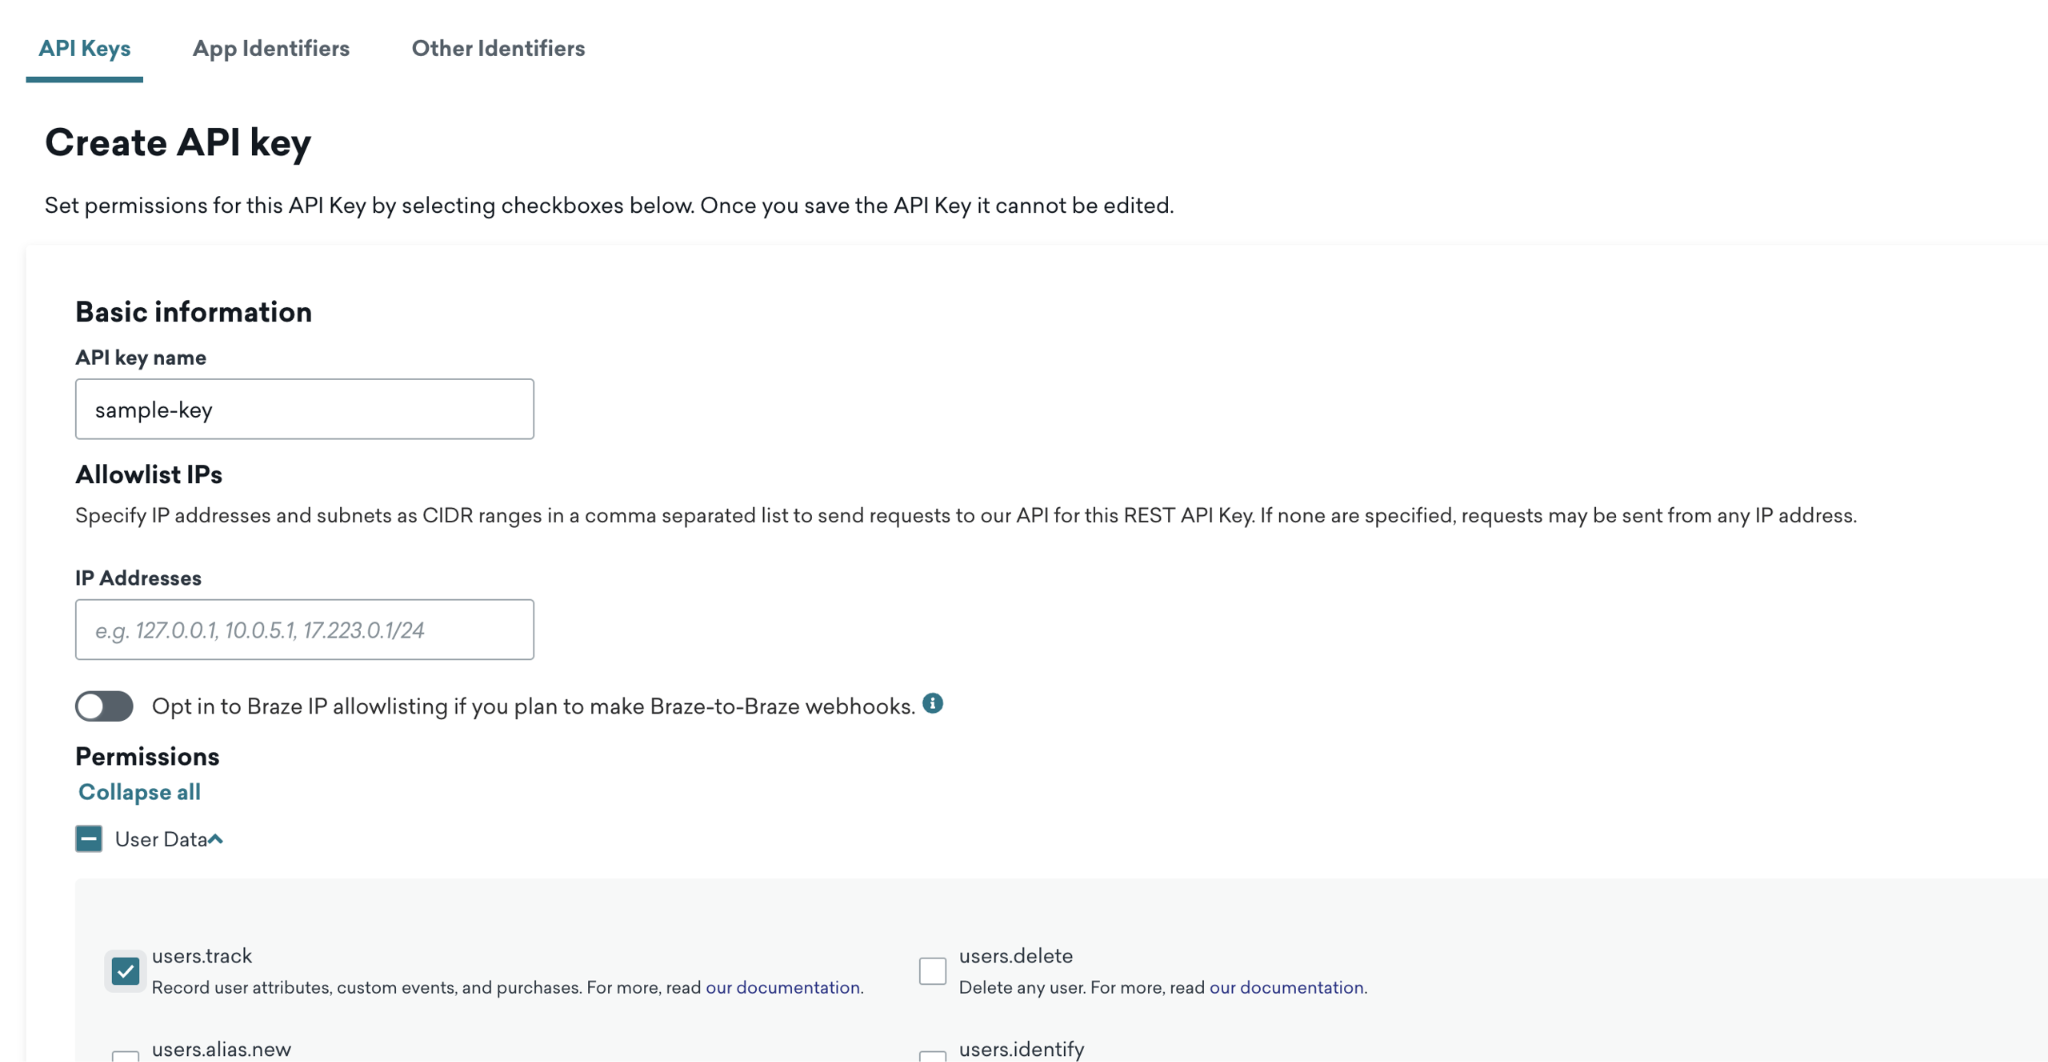 API Keys App Identifiers Other Identifiers
Create API key
Set permissions for this API Key by selecting checkboxes below. Once you save the API Key it cannot be edited.
Basic information
API key name
sample-key
Allowlist IPs
Specify IP addresses and subnets as CIDR ranges in a comma separated list to send requests to our API for this REST API Key. If none are specified, requests may be sent from any IP address.
IP Addresses
e.g. 127.0.0.1, 10.0.5.1, 17.223.0.1/24
Opt in to Braze IP allowlisting if you plan to make Braze-to-Braze webhooks.
Permissions
Collapse all
User Data
users.track
Record user attributes, custom events, and purchases. For more, read our documentation.
users.delete
Delete any user. For more, read our documentation.
users.alias.new
users.identify